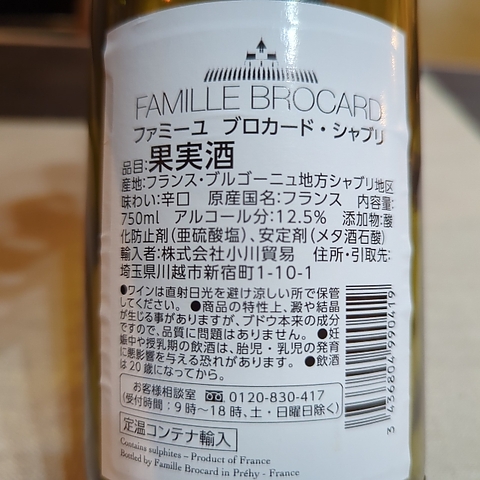 FAMILLE BROCARD
ファミーユ ブロカード・シャブリ
品目:果実酒
産地:フランス・ブルゴーニュ地方シャブリ地区
味わい:辛口 原産国名:フランス 内容量:
750ml アルコール分:12.5% 添加物:酸
化防止剤(亜硫酸塩)、安定剤(メタ酒石酸)
輸入者:株式会社小川貿易 住所・引取先:
埼玉県川越市新宿町1-10-1
●ワインは直射日光を避け涼しい所で保管
してください。 ●商品の特性上、澱や結晶
が生じる事がありますが、ブドウ本来の成分
ですので、品質に問題はありません。●妊
娠中や授乳期の飲酒は、胎児・乳児の発育
に悪影響を与える恐れがあります。 ●飲酒
は20歳になってから。
お客様相談室 0120-830-417
(受付時間:9時〜18時、土・日曜日除く)
定温コンテナ輸入
Contains sulphites – Product of France
Bottled by Famille Brocard in Préhy - France
3 436804 990419